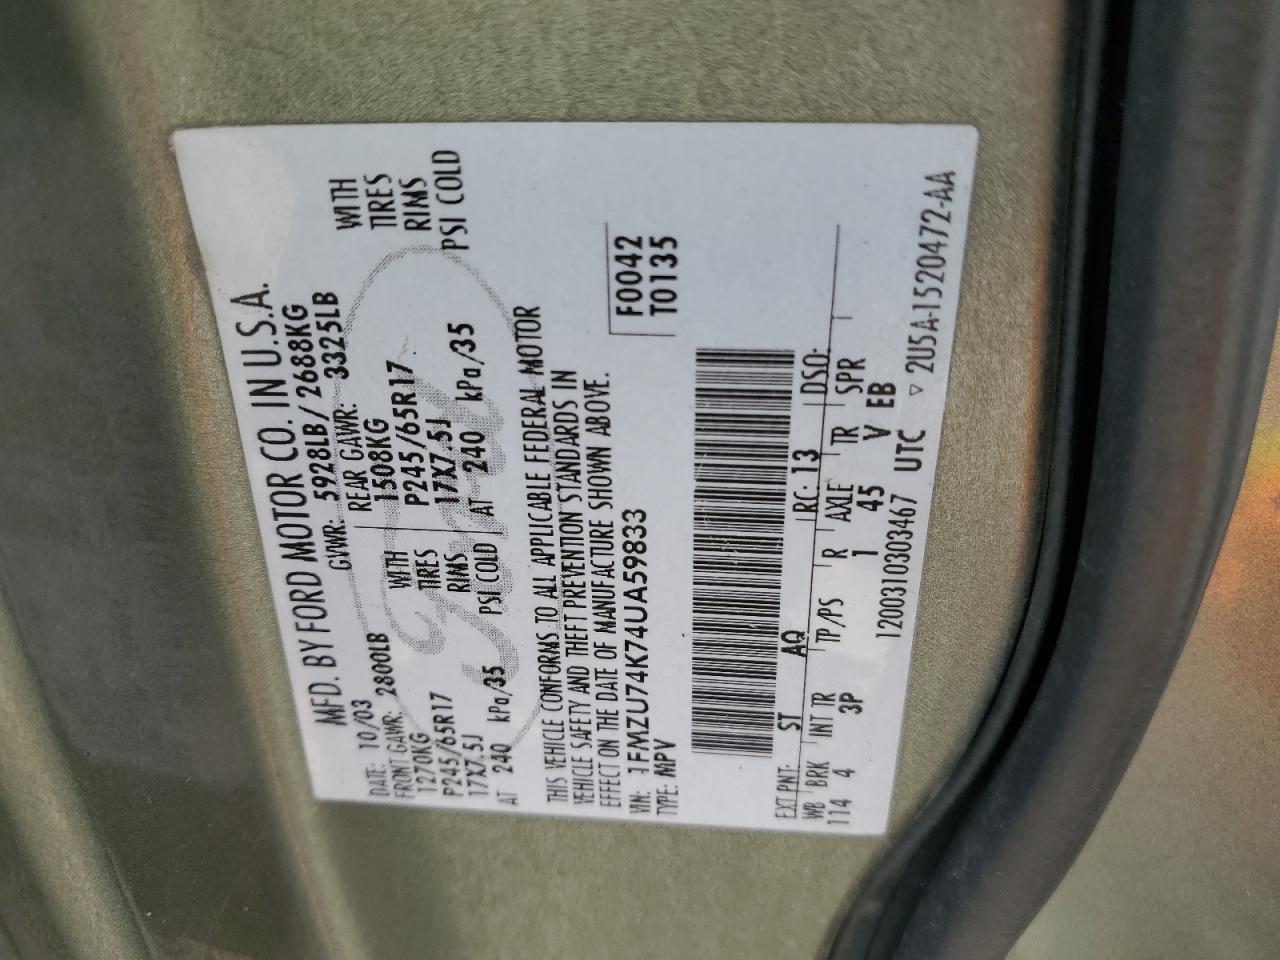 MFD. BY FORD MOTOR CO. IN U.S.A.
DATE: 10/03 GVWR: 5928LB/2688KG
FRONT GAWR: 2800LB REAR GAWR: 3325LB
1270KG WITH 1508KG WITH
P245/65R17 TIRES P245/65R17 TIRES
17X7.5J RIMS 17X7.5J RIMS
AT 240 kPa/35 PSI COLD AT 240 kPa/35 PSI COLD
THIS VEHICLE CONFORMS TO ALL APPLICABLE FEDERAL MOTOR
VEHICLE SAFETY AND THEFT PREVENTION STANDARDS IN
EFFECT ON THE DATE OF MANUFACTURE SHOWN ABOVE.
VIN: 1FMZU74K74UA59833 F0042
TYPE: MPV T0135
EXT PNT: ST AQ RC: 13 DSO:
WB BRK INT TR TP/PS R AXLE TR SPR
114 4 3P 1 45 V EB
1200310303467 UTC ▽ 2U5A-1520472-AA
Ford